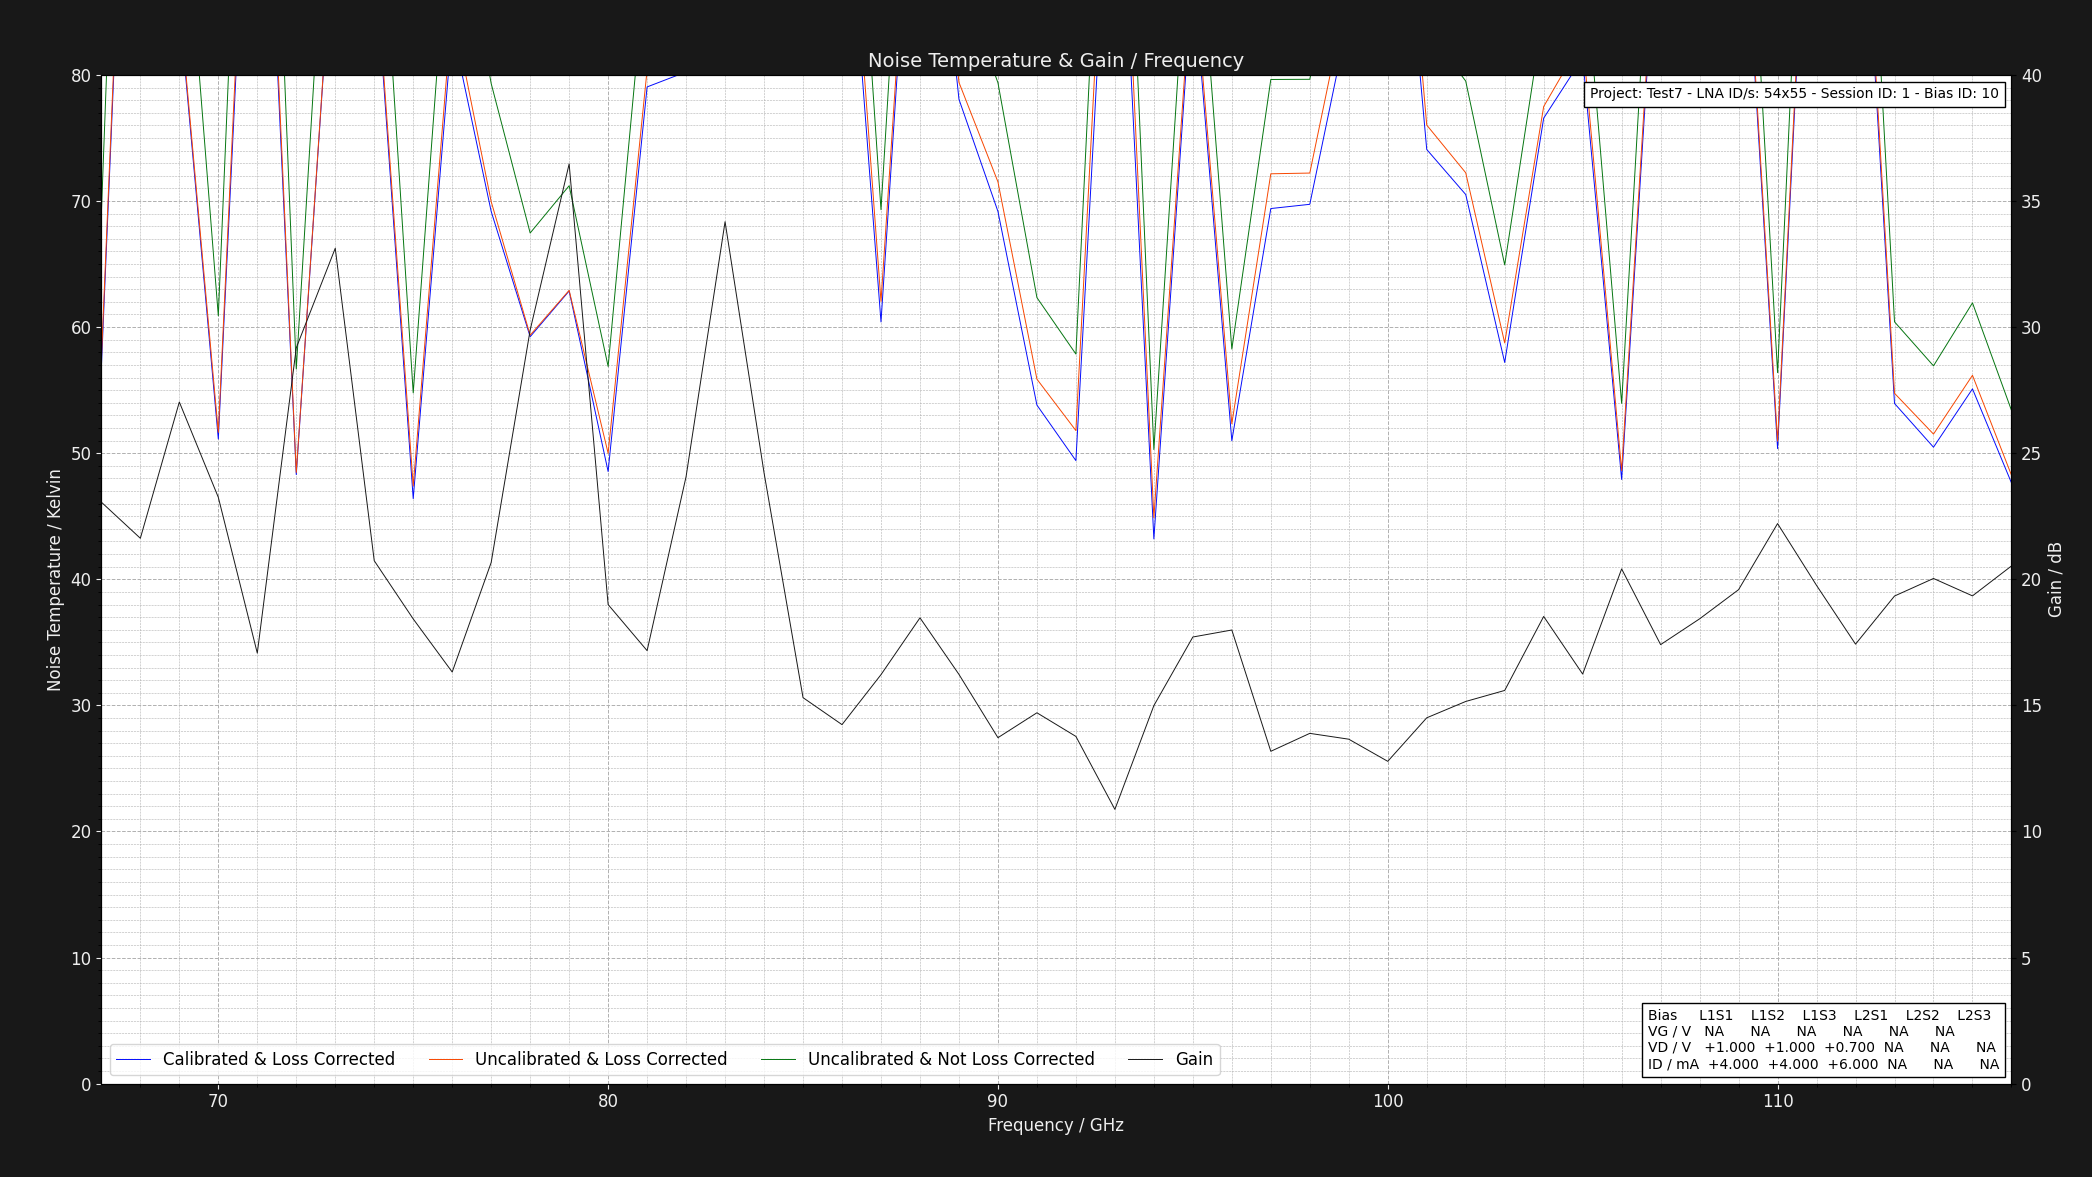 Noise Temperature & Gain / Frequency
Project: Test7 - LNA ID/s: 54x55 - Session ID: 1 - Bias ID: 10
80
70
60
50
40
30
20
10
0
Noise Temperature / Kelvin
40
35
30
25
20
15
10
5
0
Gain / dB
Bias L1S1 L1S2 L1S3 L2S1 L2S2 L2S3
VG / V NA NA NA NA NA NA
VD / V +1.000 +1.000 +0.700 NA NA NA
ID / mA +4.000 +4.000 +6.000 NA NA NA
Calibrated & Loss Corrected Uncalibrated & Loss Corrected Uncalibrated & Not Loss Corrected Gain
70 80 90 100 110
Frequency / GHz